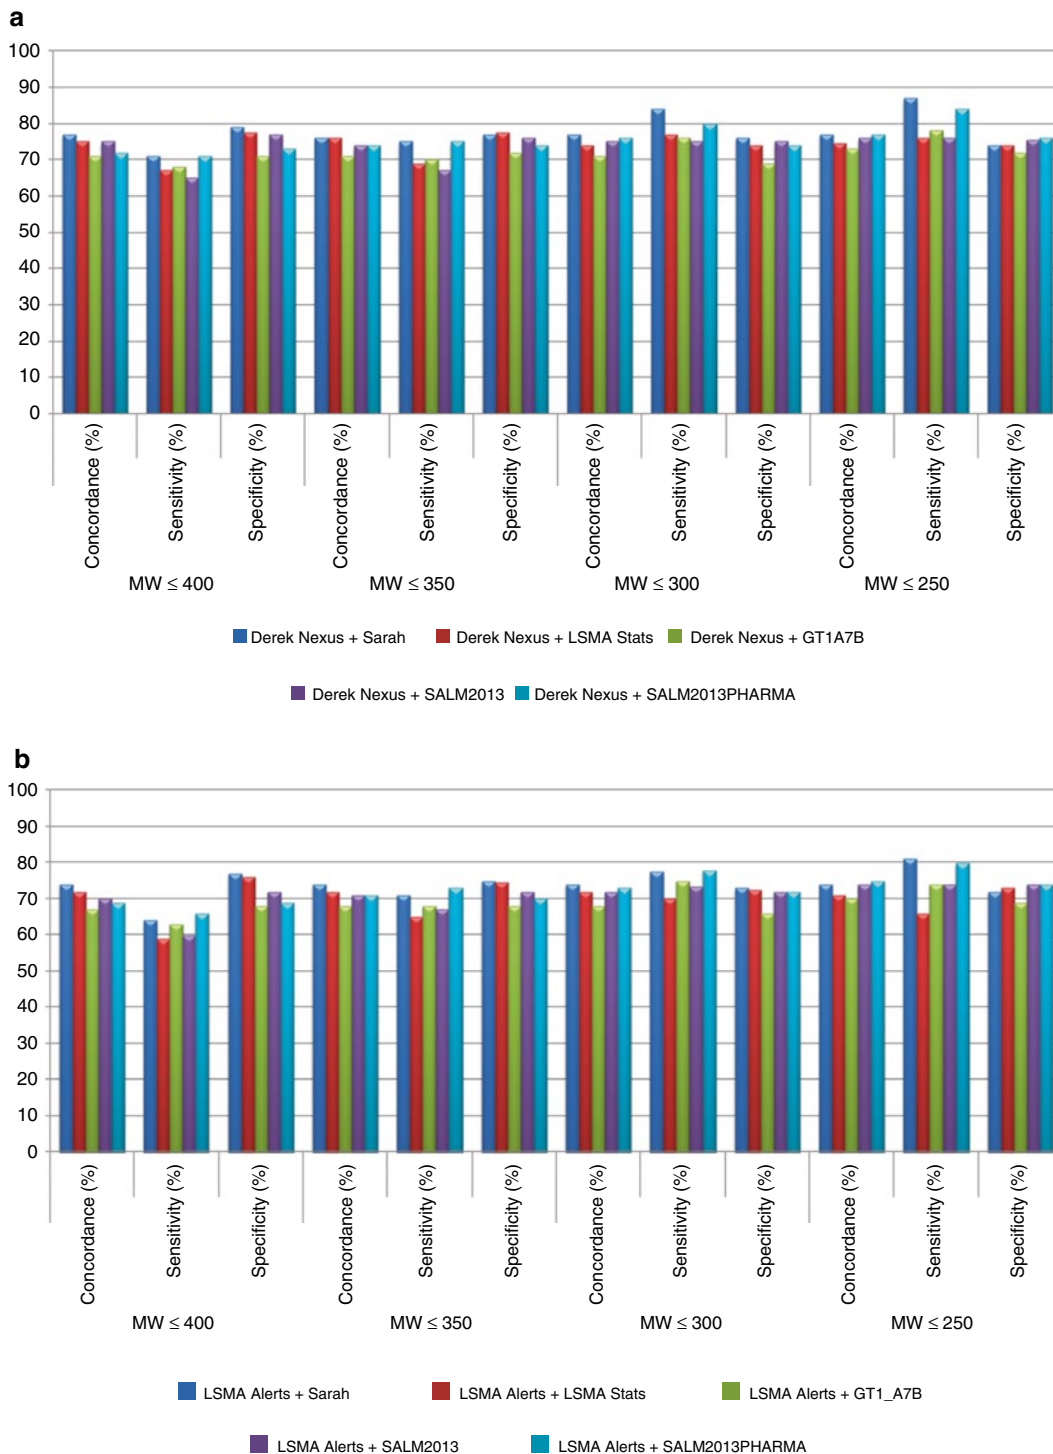 a
100
90
80
70
60
50
40
30
20
10
0
Concordance (%)
Sensitivity (%)
Specificity (%)
Concordance (%)
Sensitivity (%)
Specificity (%)
Concordance (%)
Sensitivity (%)
Specificity (%)
Concordance (%)
Sensitivity (%)
Specificity (%)
MW ≤ 400 MW ≤ 350 MW ≤ 300 MW ≤ 250
Derek Nexus + Sarah Derek Nexus + LSMA Stats Derek Nexus + GT1A7B
Derek Nexus + SALM2013 Derek Nexus + SALM2013PHARMA
b
100
90
80
70
60
50
40
30
20
10
0
Concordance (%)
Sensitivity (%)
Specificity (%)
Concordance (%)
Sensitivity (%)
Specificity (%)
Concordance (%)
Sensitivity (%)
Specificity (%)
Concordance (%)
Sensitivity (%)
Specificity (%)
MW ≤ 400 MW ≤ 350 MW ≤ 300 MW ≤ 250
LSMA Alerts + Sarah LSMA Alerts + LSMA Stats LSMA Alerts + GT1_A7B
LSMA Alerts + SALM2013 LSMA Alerts + SALM2013PHARMA